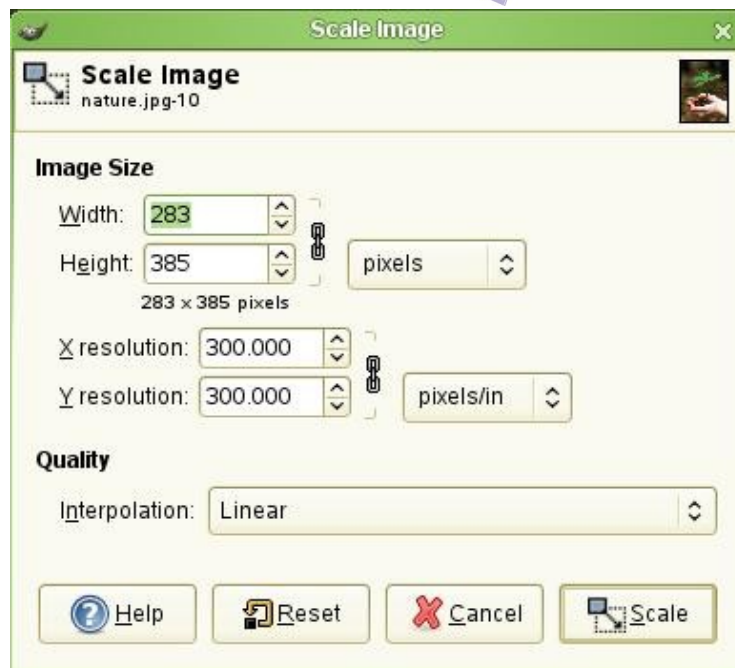 Scale Image
Scale Image
nature.jpg-10
Image Size
Width: 283
Height: 385 pixels
283 × 385 pixels
X resolution: 300.000
Y resolution: 300.000 pixels/in
Quality
Interpolation: Linear
Help Reset Cancel Scale